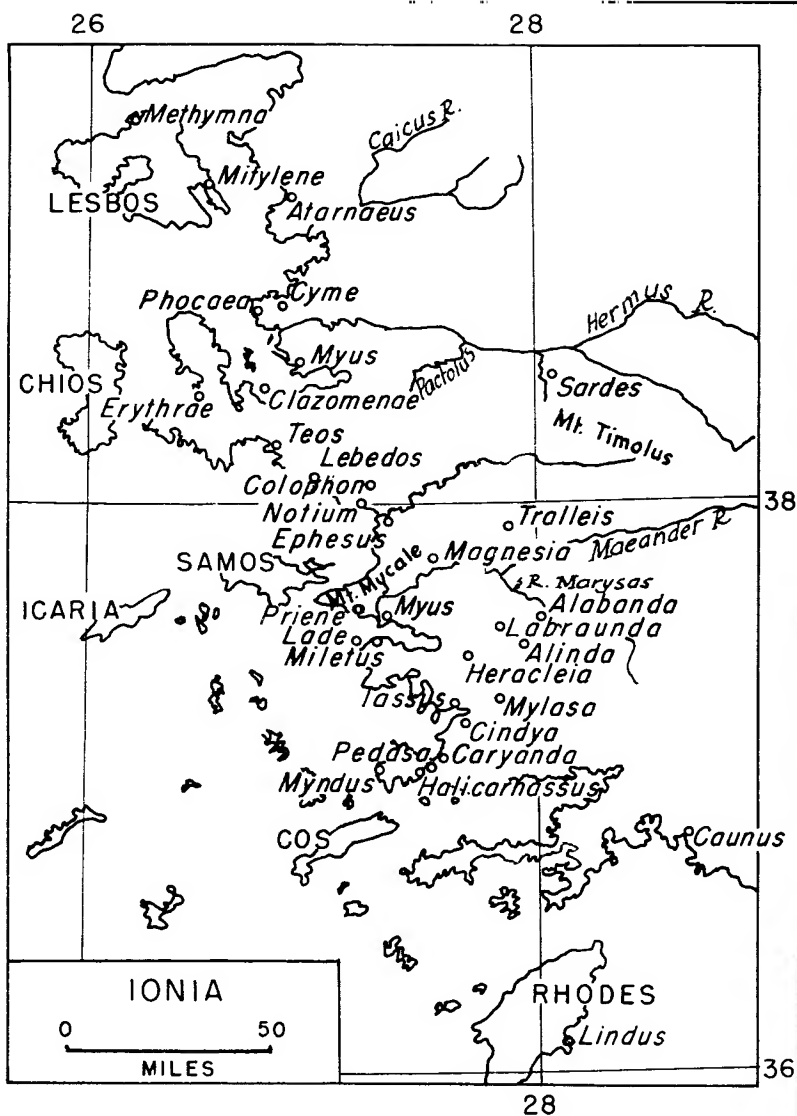 26 28
Methymna
Caicus R.
Mitylene
LESBOS
Atarnaeus
Phocaea Cyme
Hermus R.
Myus
Pactolus
CHIOS
Sardes
Erythrae Clazomenae
Mt. Timolus
Teos
Lebedos
Colophon
38
Notium
Tralleis
Ephesus
Maeander R
SAMOS
Magnesia
Mt. Mycale
R. Marysas
ICARIA
Priene Myus
Alabanda
Labraunda
Lade
Alinda
Miletus
Heracleia
Iassus
Mylasa
Cindya
Pedasa Caryanda
Myndus Halicarnassus
COS
Caunus
IONIA
RHODES
0 50
Lindus
MILES
36
28